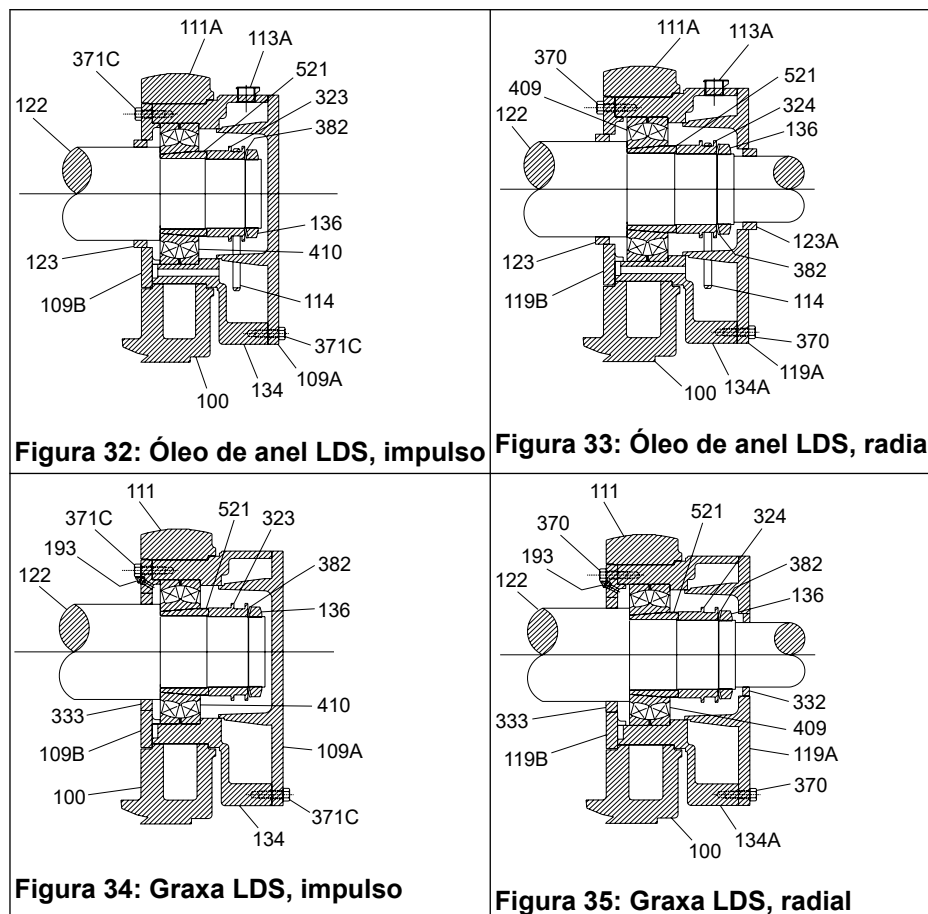 111A
113A
371C
521
323
382
122
136
123
410
109B
114
371C
100
134
109A
Figura 32: Óleo de anel LDS, impulso
111A
113A
370
521
409
324
122
136
123
123A
382
119B
114
370
100
134A
119A
Figura 33: Óleo de anel LDS, radia
111
371C
521
323
193
382
122
136
333
410
109B
109A
100
371C
134
Figura 34: Graxa LDS, impulso
111
370
521
324
193
382
122
136
332
333
409
119B
119A
370
134A
100
Figura 35: Graxa LDS, radial